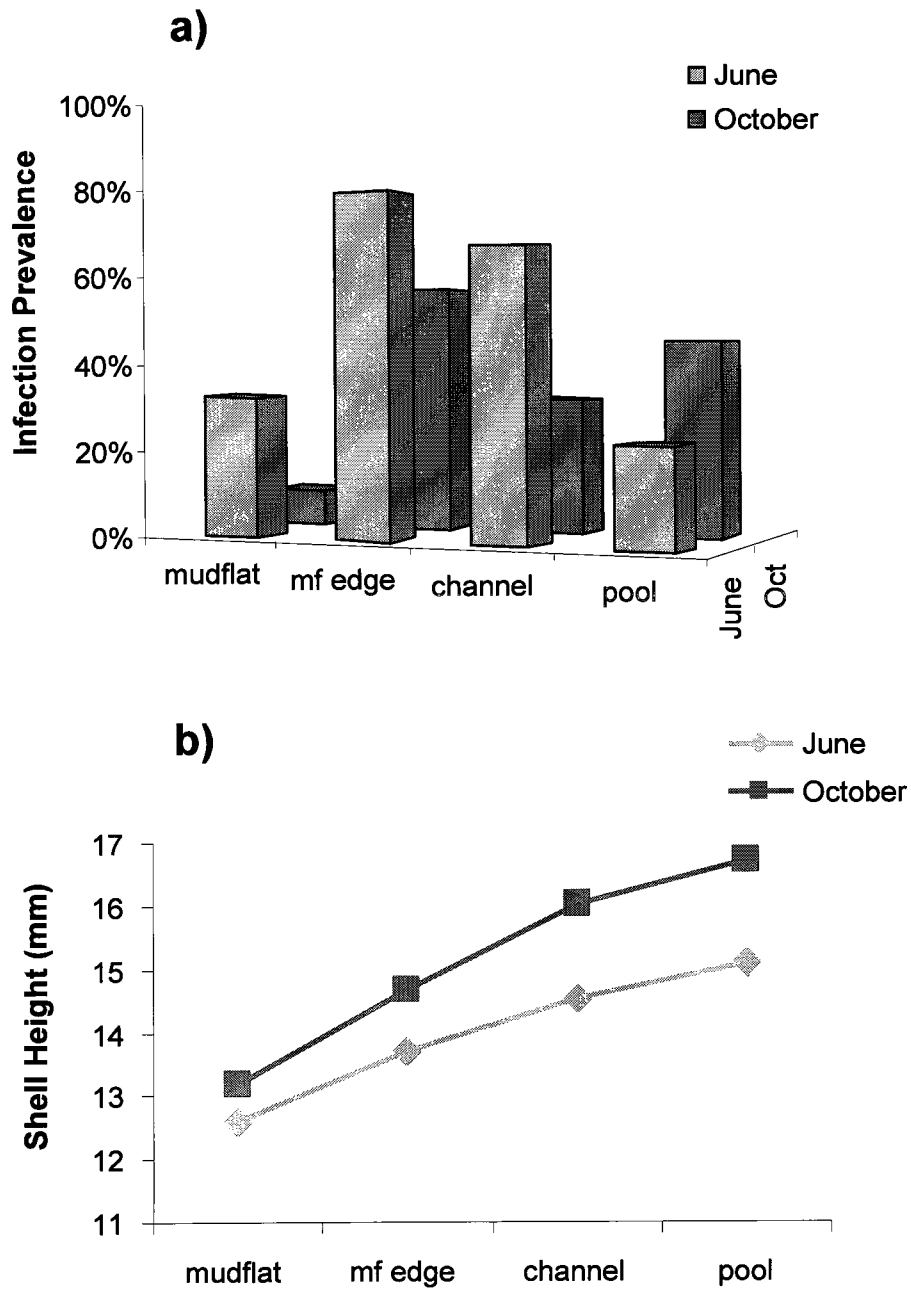 a)
June
October
100%
80%
60%
40%
20%
0%
Infection Prevalence
mudflat
mf edge
channel
pool
June
Oct
b)
June
October
17
16
15
14
13
12
11
Shell Height (mm)
mudflat
mf edge
channel
pool